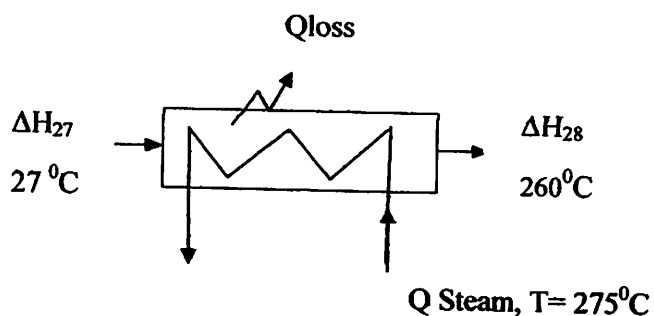 Qloss
ΔH₂₇
27 ⁰C
ΔH₂₈
260⁰C
Q Steam, T= 275⁰C